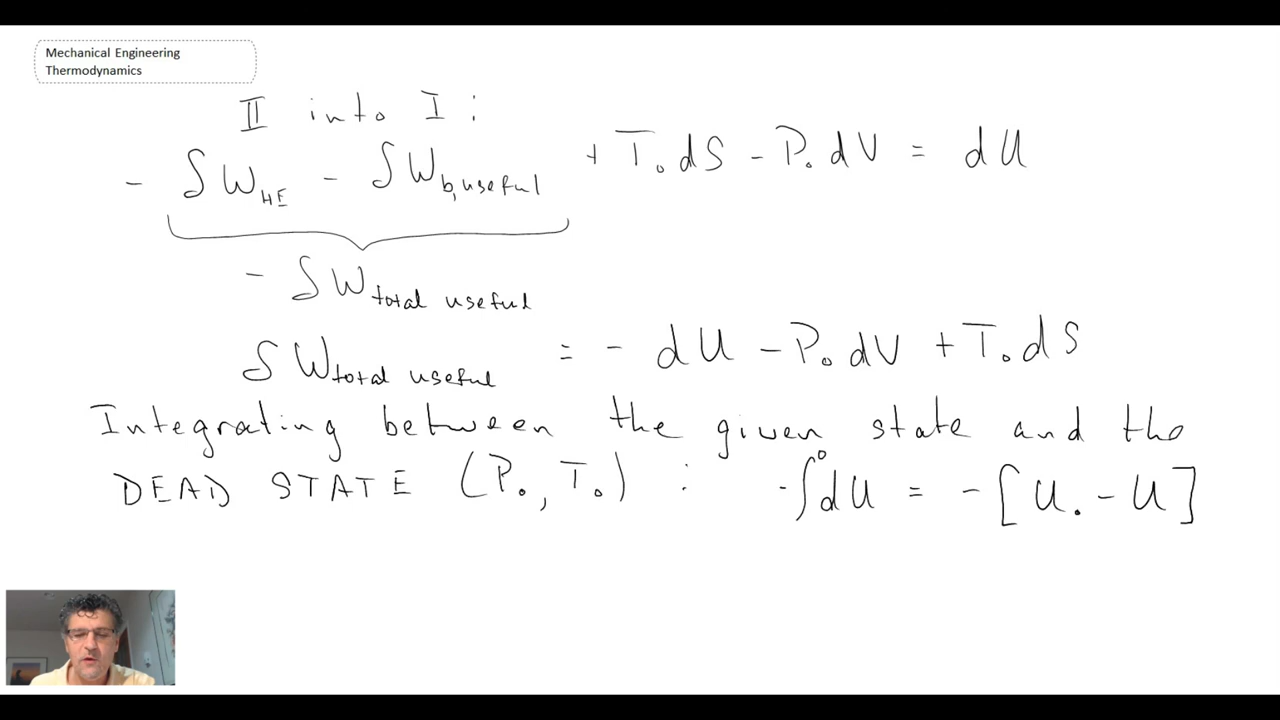 Mechanical Engineering
Thermodynamics
II into I :
- δW_HE - δW_b,useful + T₀dS - P₀dV = dU
- δW_total useful
δW_total useful = - dU - P₀dV + T₀dS
Integrating between the given state and the
DEAD STATE (P₀, T₀) : -∫⁰dU = -[U₀ - U]